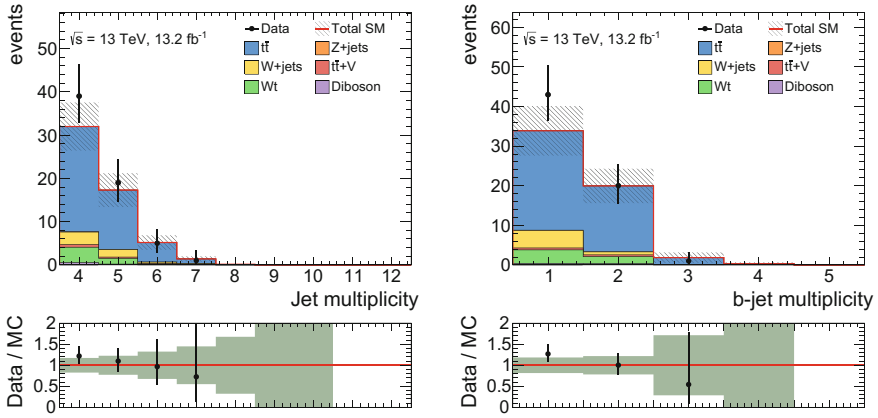 events
50
40
30
20
10
0
√s = 13 TeV, 13.2 fb⁻¹
Data
tt̄
W+jets
Wt
Total SM
Z+jets
tt̄+V
Diboson
4 5 6 7 8 9 10 11 12
Jet multiplicity
Data / MC
2
1.5
1
0.5
0
events
60
50
40
30
20
10
0
√s = 13 TeV, 13.2 fb⁻¹
Data
tt̄
W+jets
Wt
Total SM
Z+jets
tt̄+V
Diboson
1 2 3 4 5
b-jet multiplicity
Data / MC
2
1.5
1
0.5
0